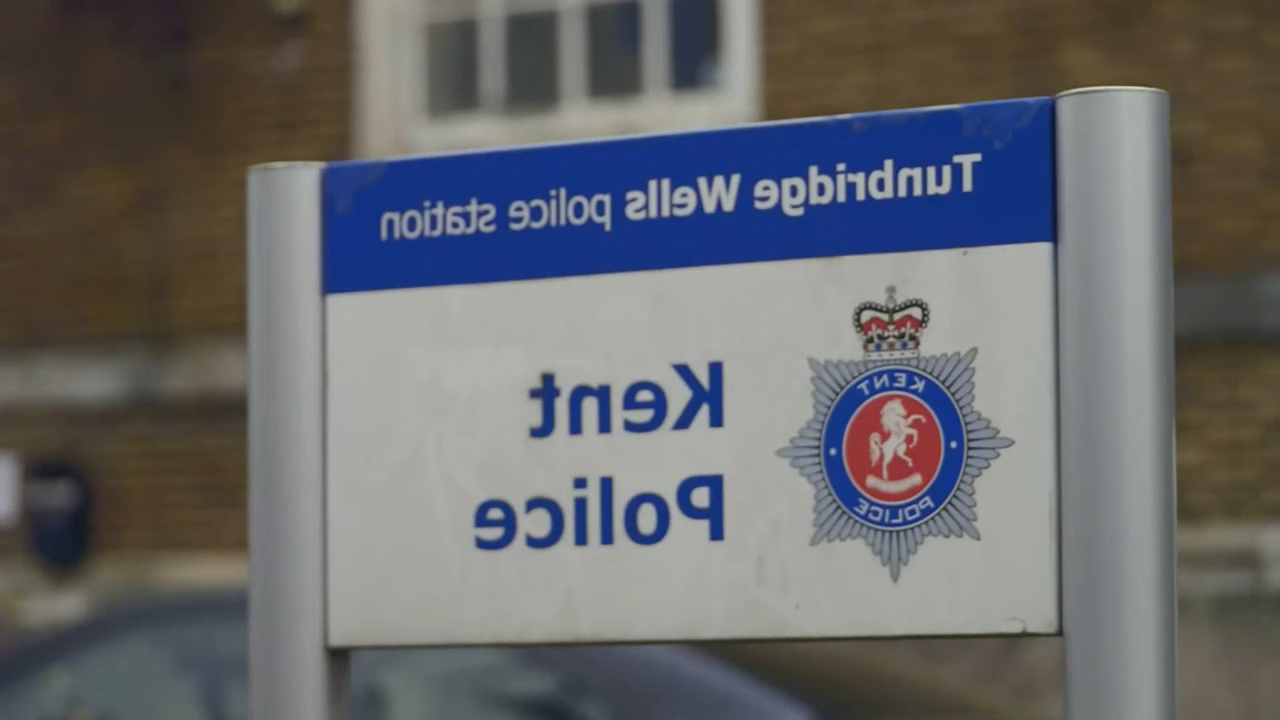 Tunbridge Wells police station
Kent
Police
KENT
POLICE